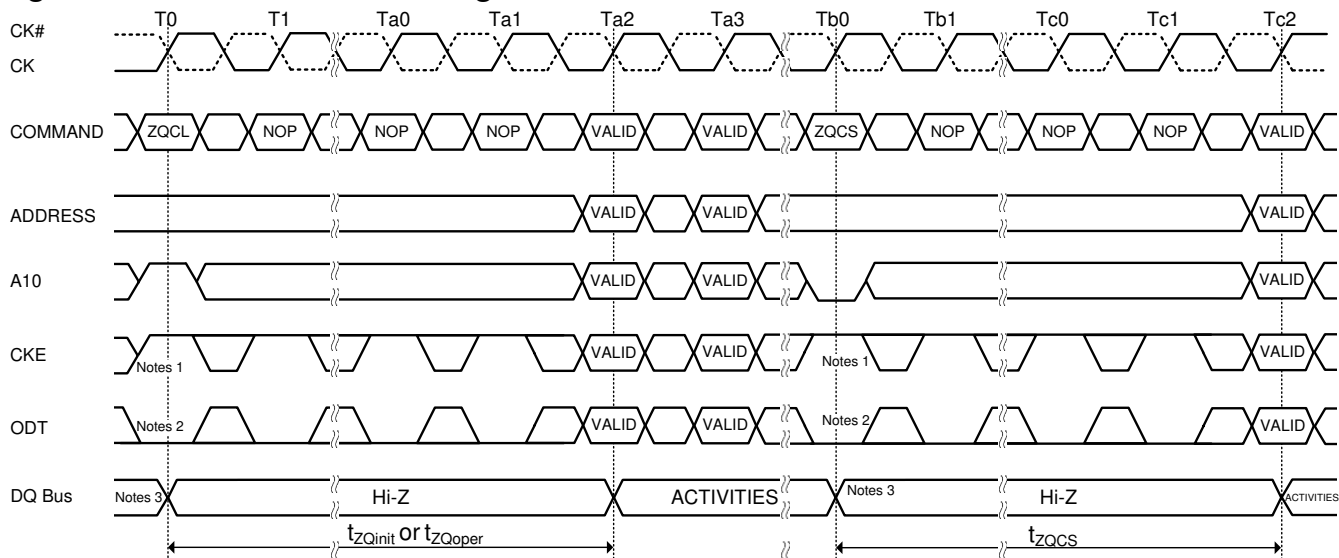 T0 T1 Ta0 Ta1 Ta2 Ta3 Tb0 Tb1 Tc0 Tc1 Tc2
CK#
CK
COMMAND ZQCL NOP NOP NOP VALID VALID ZQCS NOP NOP NOP VALID
ADDRESS VALID VALID VALID
A10 VALID VALID VALID
CKE Notes 1 VALID VALID Notes 1 VALID
ODT Notes 2 VALID VALID Notes 2 VALID
DQ Bus Notes 3 Hi-Z ACTIVITIES Notes 3 Hi-Z ACTIVITIES
tZQinit or tZQoper tZQCS